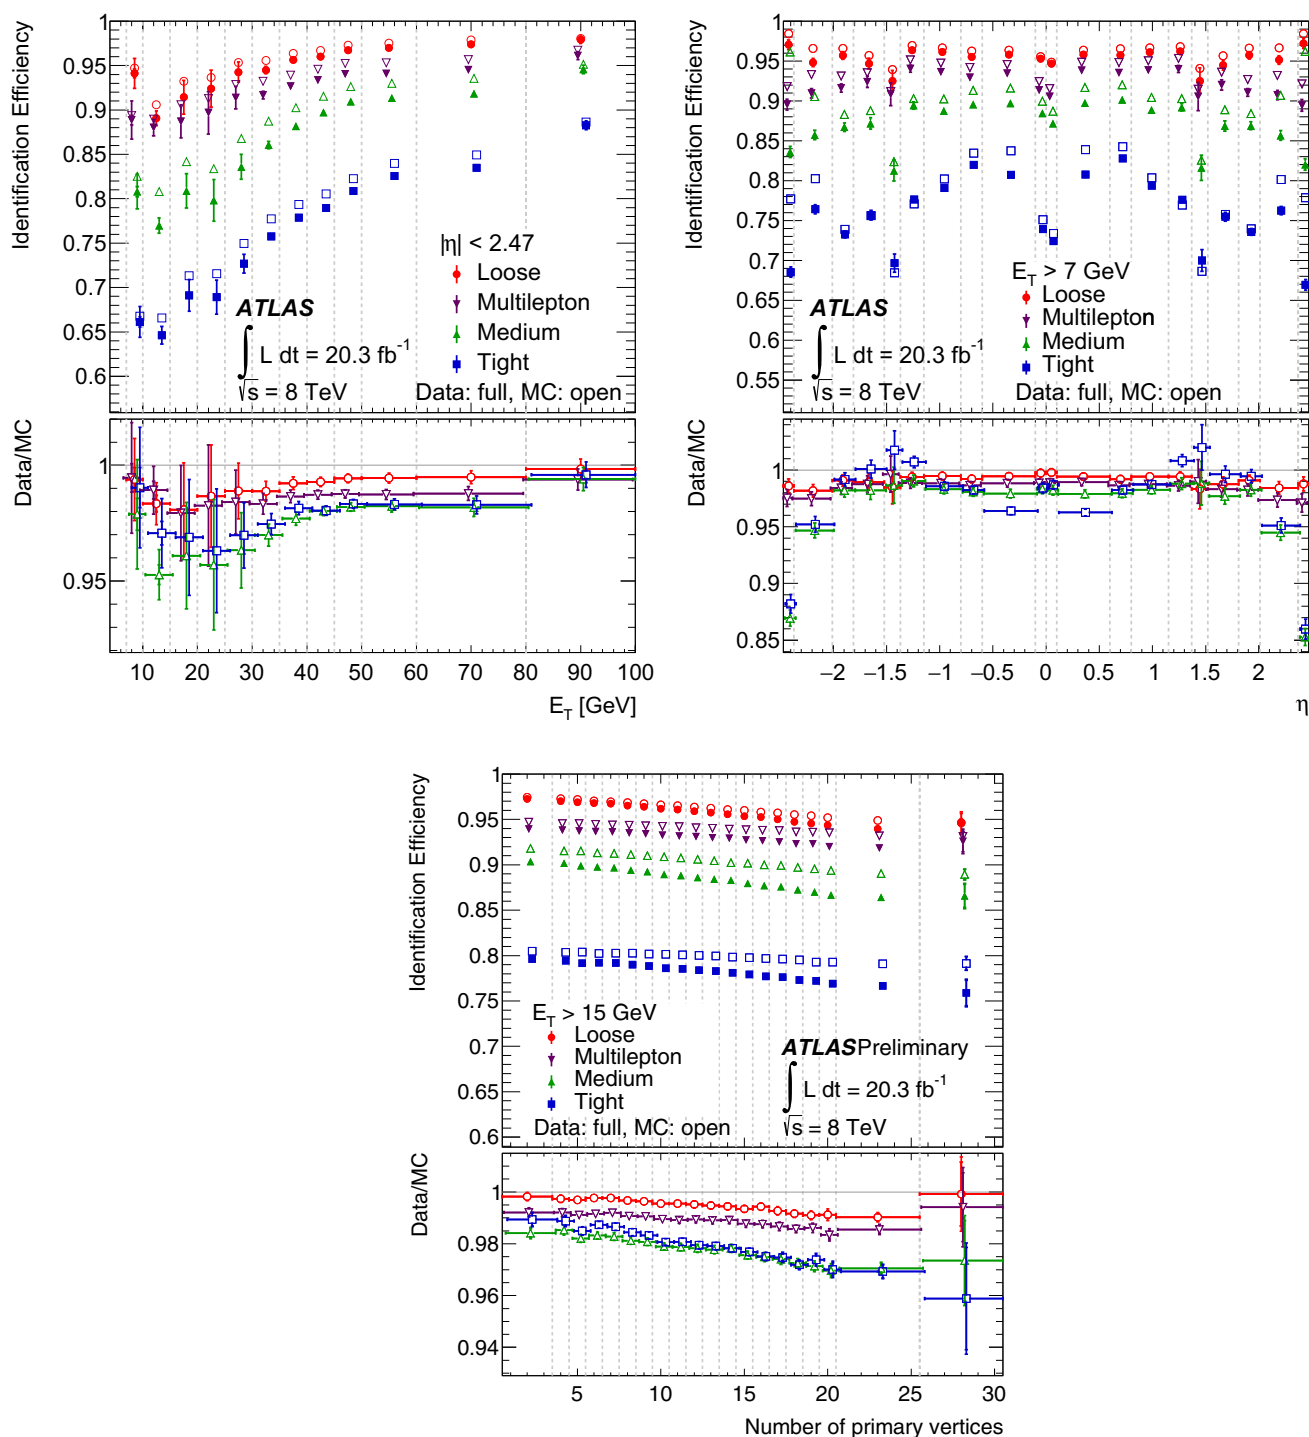 Identification Efficiency
1
0.95
0.9
0.85
0.8
0.75
0.7
0.65
0.6
|η| < 2.47
Loose
Multilepton
Medium
Tight
ATLAS
∫ L dt = 20.3 fb⁻¹
√s = 8 TeV
Data: full, MC: open
Data/MC
1
0.95
10 20 30 40 50 60 70 80 90 100
E_T [GeV]
Identification Efficiency
1
0.95
0.9
0.85
0.8
0.75
0.7
0.65
0.6
0.55
E_T > 7 GeV
Loose
Multilepton
Medium
Tight
ATLAS
∫ L dt = 20.3 fb⁻¹
√s = 8 TeV
Data: full, MC: open
Data/MC
1
0.95
0.9
0.85
−2 −1.5 −1 −0.5 0 0.5 1 1.5 2
η
Identification Efficiency
1
0.95
0.9
0.85
0.8
0.75
0.7
0.65
0.6
E_T > 15 GeV
Loose
Multilepton
Medium
Tight
Data: full, MC: open
ATLAS Preliminary
∫ L dt = 20.3 fb⁻¹
√s = 8 TeV
Data/MC
1
0.98
0.96
0.94
5 10 15 20 25 30
Number of primary vertices